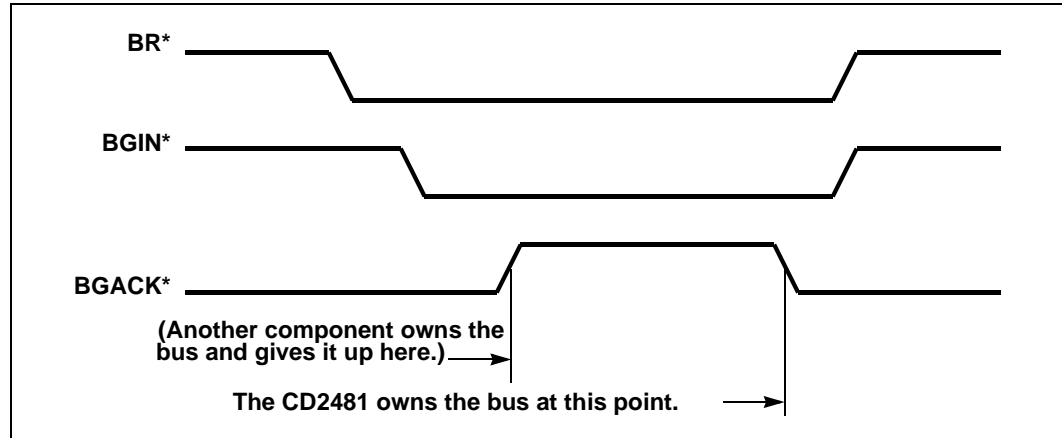 BR*
BGIN*
BGACK*
(Another component owns the
bus and gives it up here.)
The CD2481 owns the bus at this point.